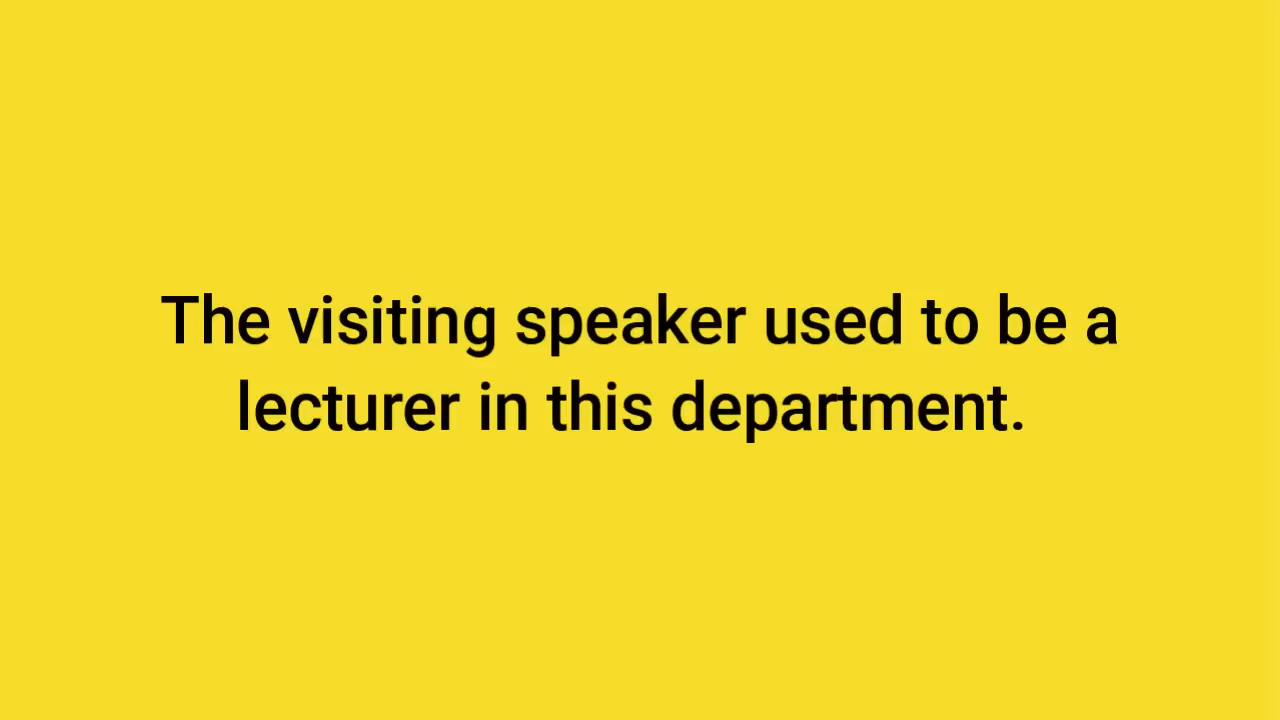 The visiting speaker used to be a
lecturer in this department.